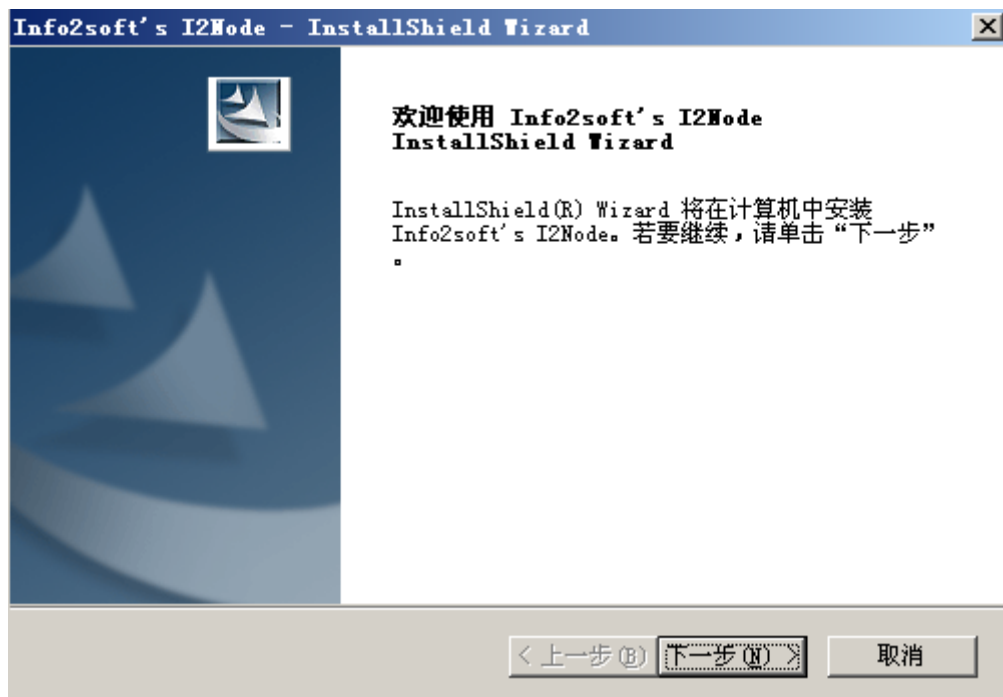 Info2soft's I2Node - InstallShield Wizard
欢迎使用 Info2soft's I2Node
InstallShield Wizard
InstallShield(R) Wizard 将在计算机中安装
Info2soft's I2Node。若要继续，请单击“下一步”
。
< 上一步(B)
下一步(N) >
取消